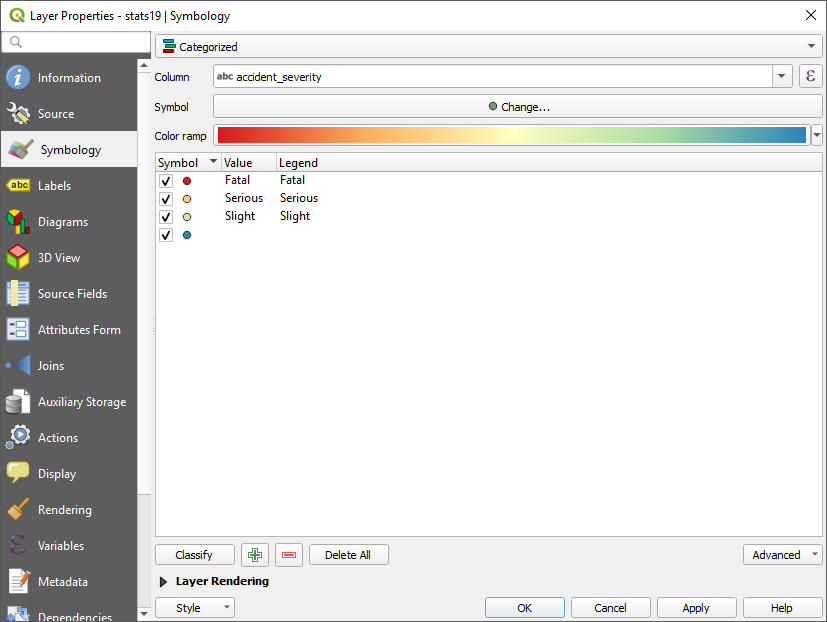 Layer Properties - stats19 | Symbology
Categorized
Information
Column
abc accident_severity
ε
Source
Symbol
Change...
Color ramp
Symbology
Symbol Value Legend
Fatal Fatal
Serious Serious
Slight Slight
abc Labels
Diagrams
3D View
Source Fields
Attributes Form
Joins
Auxiliary Storage
Actions
Display
Rendering
Variables
Metadata
Dependencies
Classify
Delete All
Advanced
Layer Rendering
Style
OK
Cancel
Apply
Help